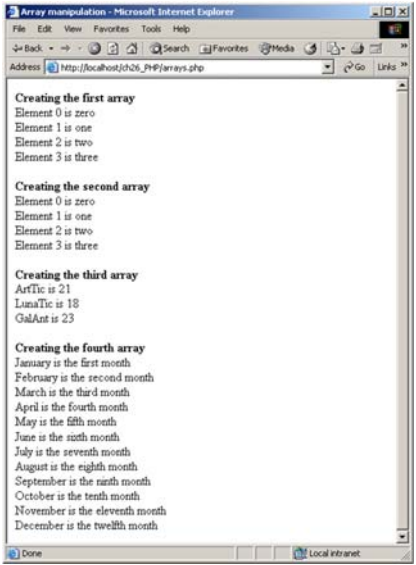 Array manipulation - Microsoft Internet Explorer
File Edit View Favorites Tools Help
Back Search Favorites Media
Address http://localhost/ch26_PHP/arrays.php Go Links »
Creating the first array
Element 0 is zero
Element 1 is one
Element 2 is two
Element 3 is three
Creating the second array
Element 0 is zero
Element 1 is one
Element 2 is two
Element 3 is three
Creating the third array
ArtTic is 21
LunaTic is 18
GalAnt is 23
Creating the fourth array
January is the first month
February is the second month
March is the third month
April is the fourth month
May is the fifth month
June is the sixth month
July is the seventh month
August is the eighth month
September is the ninth month
October is the tenth month
November is the eleventh month
December is the twelfth month
Done Local intranet